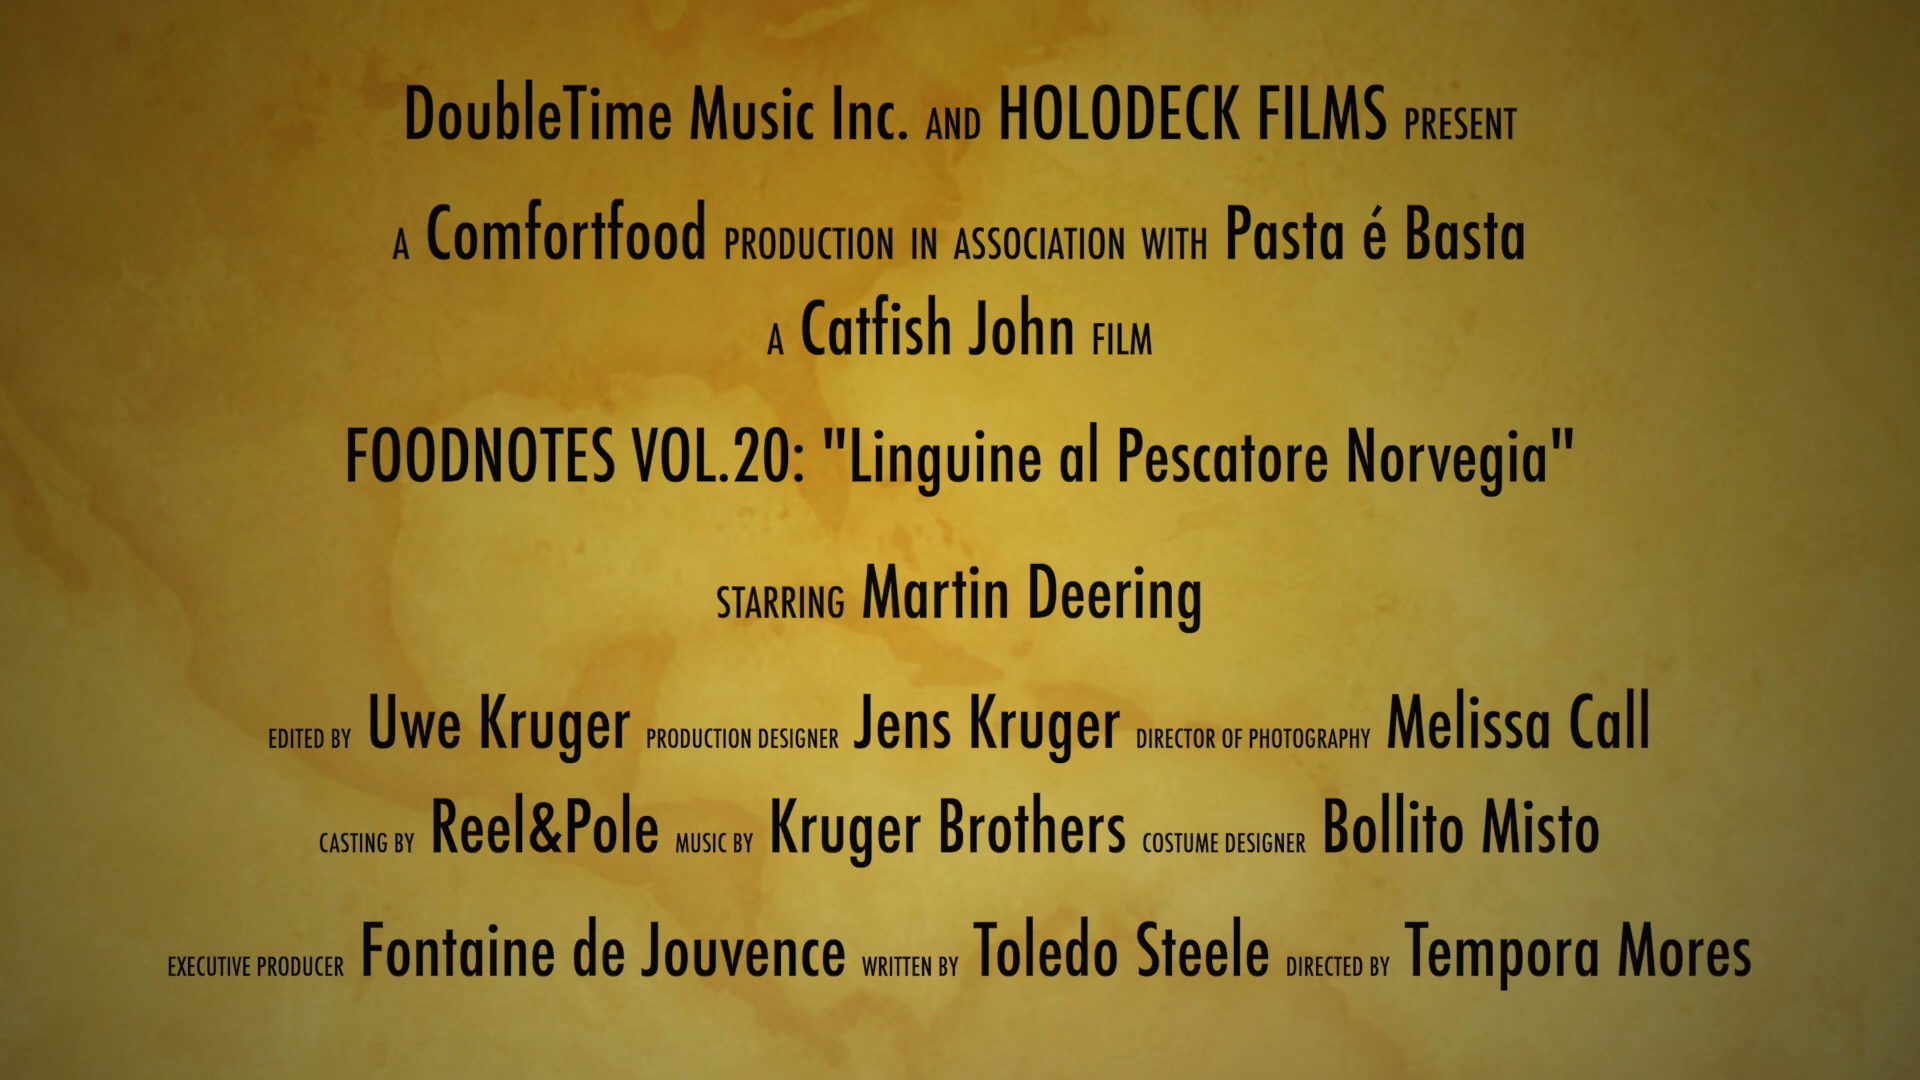 DoubleTime Music Inc. AND HOLODECK FILMS PRESENT
A Comfortfood PRODUCTION IN ASSOCIATION WITH Pasta é Basta
A Catfish John FILM
FOODNOTES VOL.20: "Linguine al Pescatore Norvegia"
STARRING Martin Deering
EDITED BY Uwe Kruger PRODUCTION DESIGNER Jens Kruger DIRECTOR OF PHOTOGRAPHY Melissa Call
CASTING BY Reel&Pole MUSIC BY Kruger Brothers COSTUME DESIGNER Bollito Misto
EXECUTIVE PRODUCER Fontaine de Jouvence WRITTEN BY Toledo Steele DIRECTED BY Tempora Mores